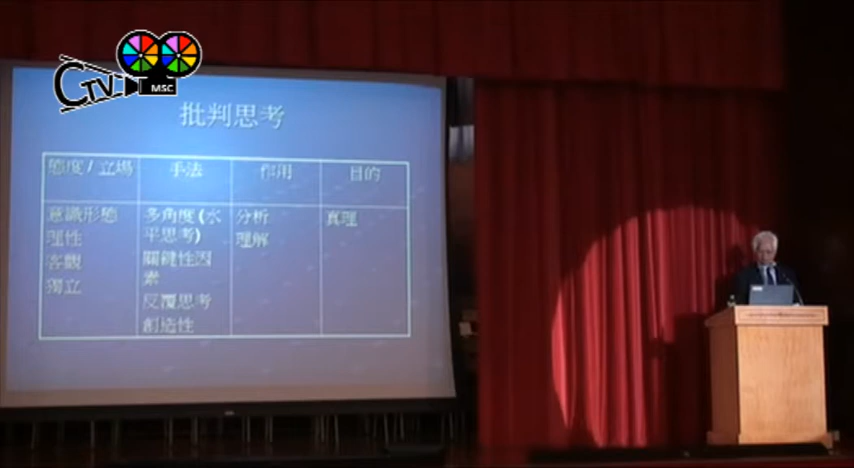 CTV
MSC
批判思考
態度 / 立場
手法
作用
目的
意識形態
理性
客觀
獨立
多角度 (水
平思考)
關鍵性因
素
反覆思考
創造性
分析
理解
真理